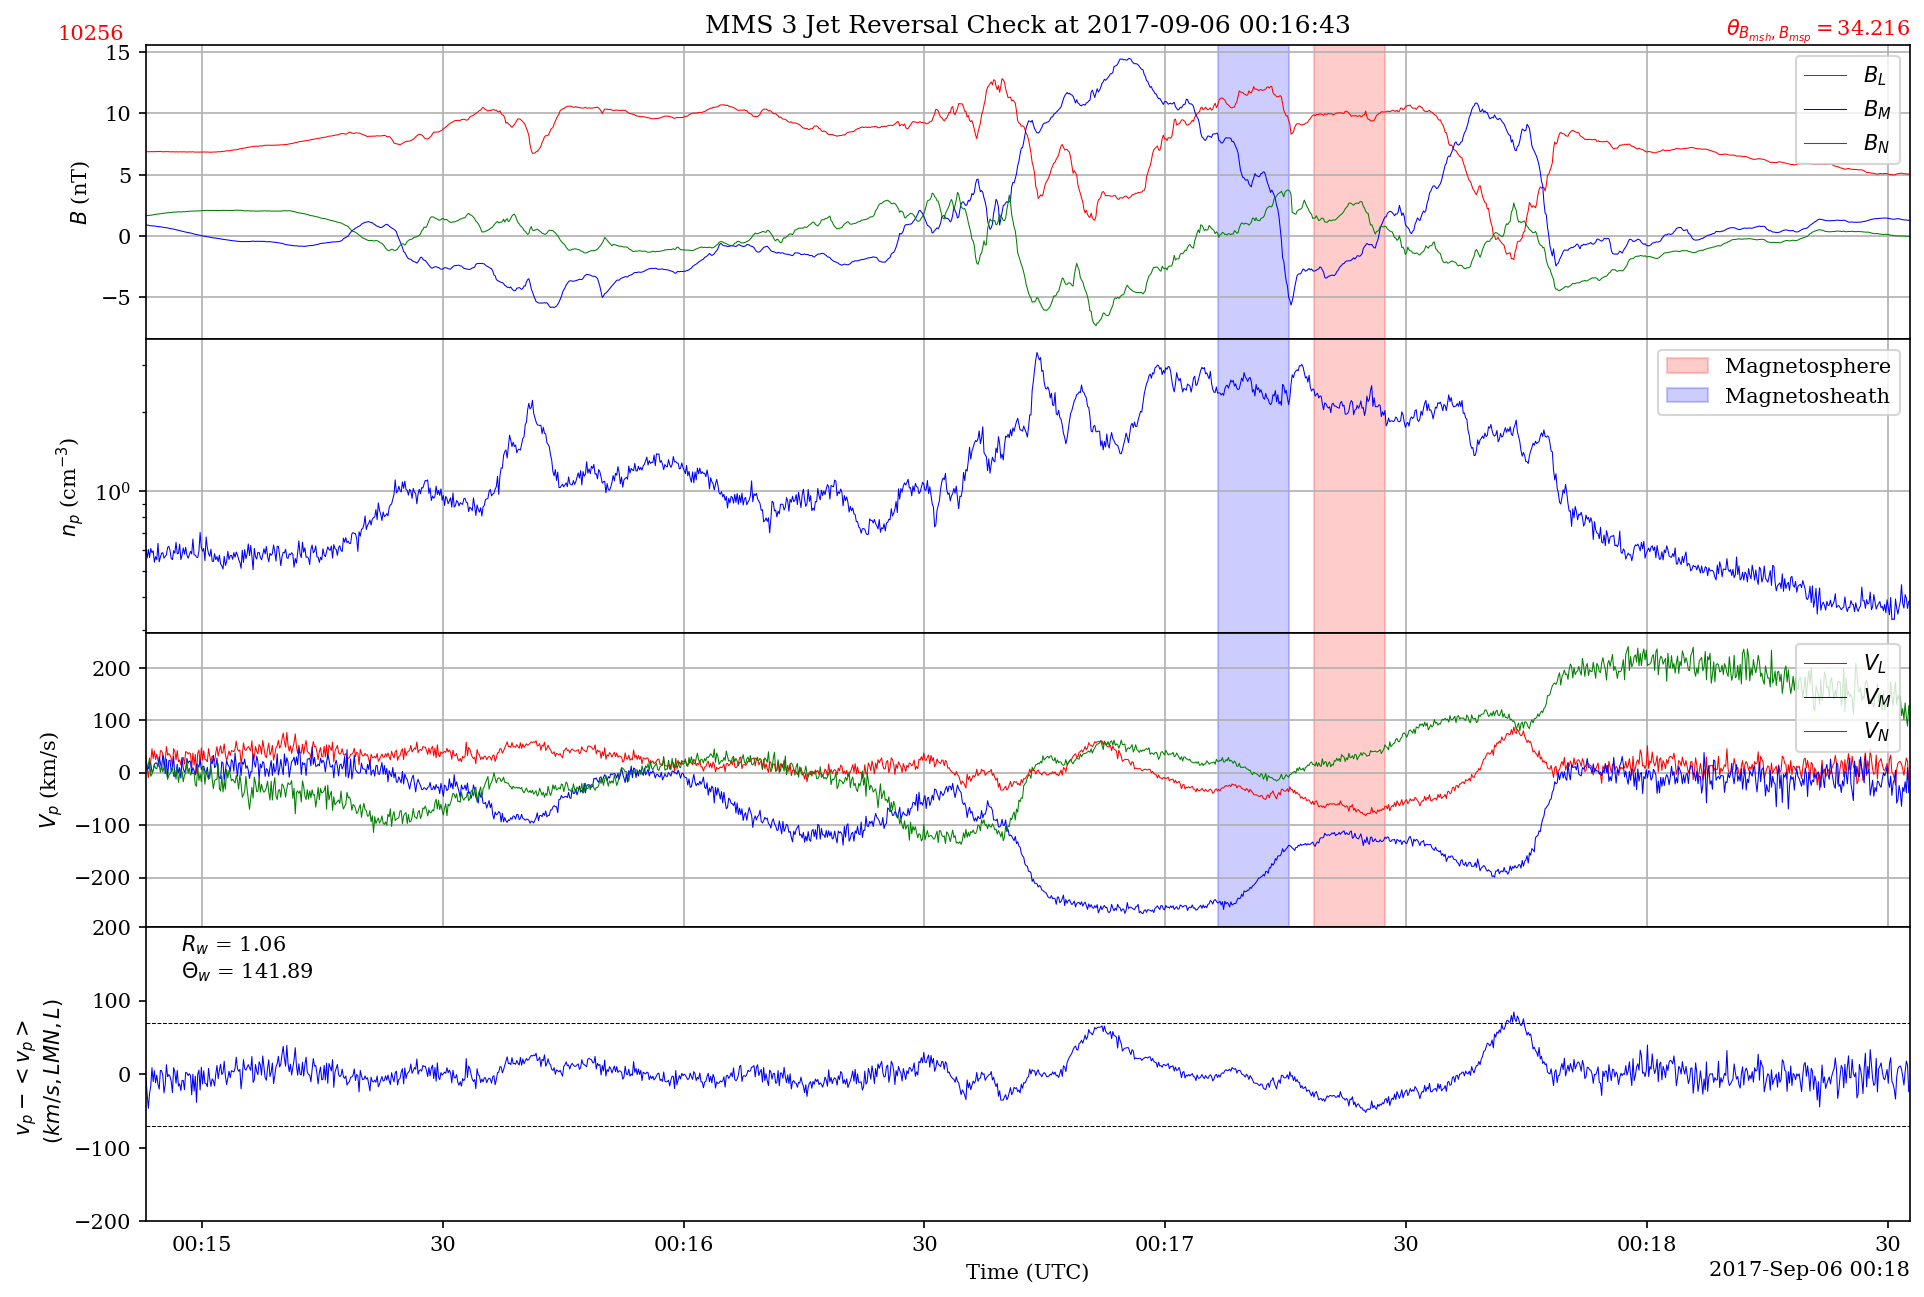 10256
MMS 3 Jet Reversal Check at 2017-09-06 00:16:43
θ_{B_{msh}, B_{msp}} = 34.216
15
10
5
0
−5
B (nT)
B_L
B_M
B_N
10^0
n_p (cm^{−3})
Magnetosphere
Magnetosheath
200
100
0
−100
−200
V_p (km/s)
V_L
V_M
V_N
200
100
0
−100
−200
v_p − <v_p>
(km/s, LMN, L)
R_w = 1.06
Θ_w = 141.89
00:15 30 00:16 30 00:17 30 00:18 30
Time (UTC)
2017-Sep-06 00:18